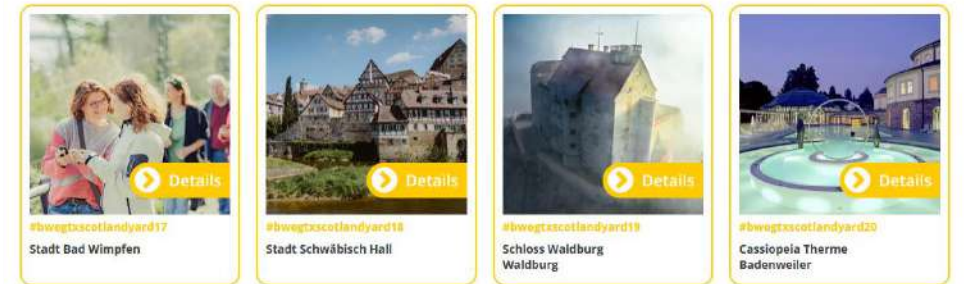 Details
Details
Details
Details
#bwegtxscotlandyard17
#bwegtxscotlandyard18
#bwegtxscotlandyard19
#bwegtxscotlandyard20
Stadt Bad Wimpfen
Stadt Schwäbisch Hall
Schloss Waldburg
Waldburg
Cassiopeia Therme
Badenweiler